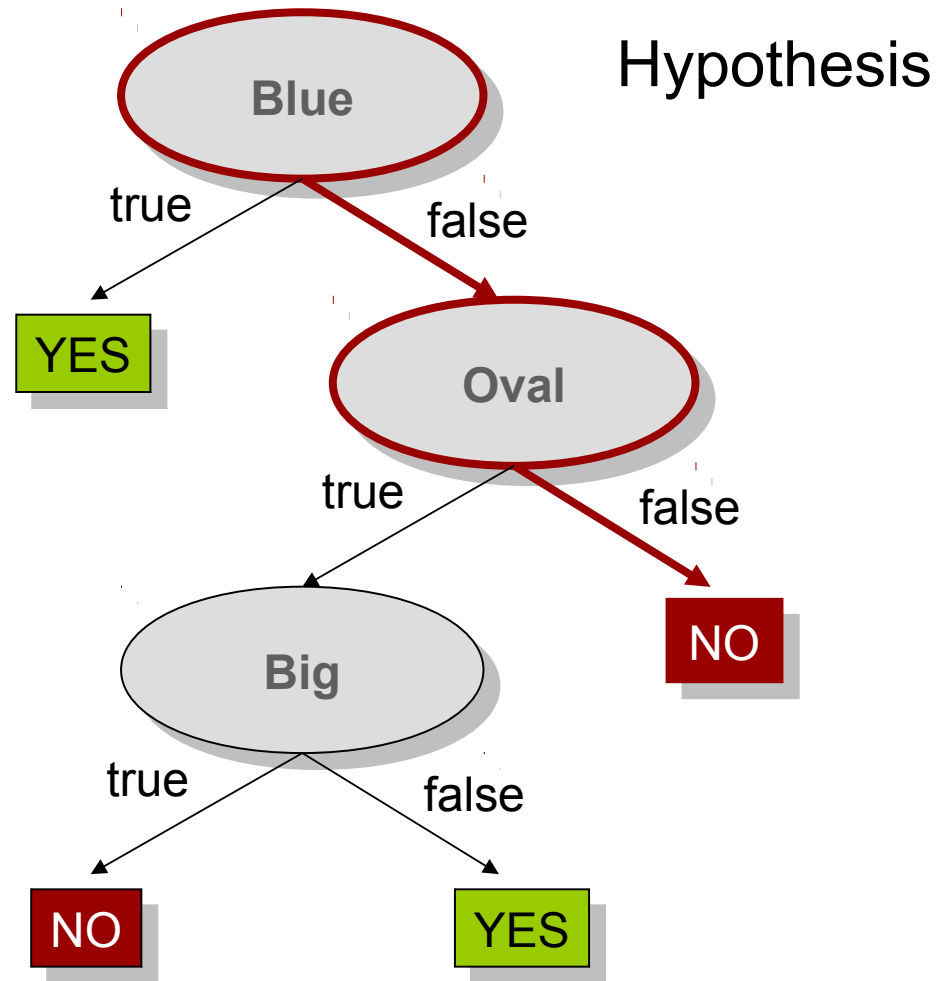 Hypothesis
Blue
true
false
YES
Oval
true
false
Big
NO
true
false
NO
YES